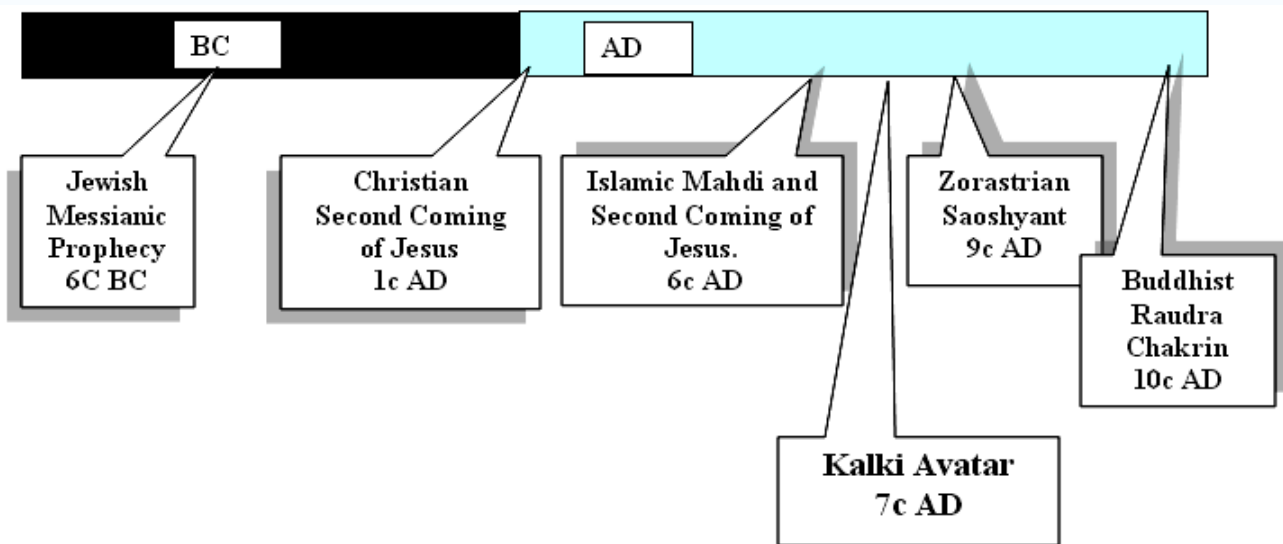 BC
AD
Jewish
Messianic
Prophecy
6C BC
Christian
Second Coming
of Jesus
1c AD
Islamic Mahdi and
Second Coming of
Jesus.
6c AD
Zorastrian
Saoshyant
9c AD
Buddhist
Raudra
Chakrin
10c AD
Kalki Avatar
7c AD